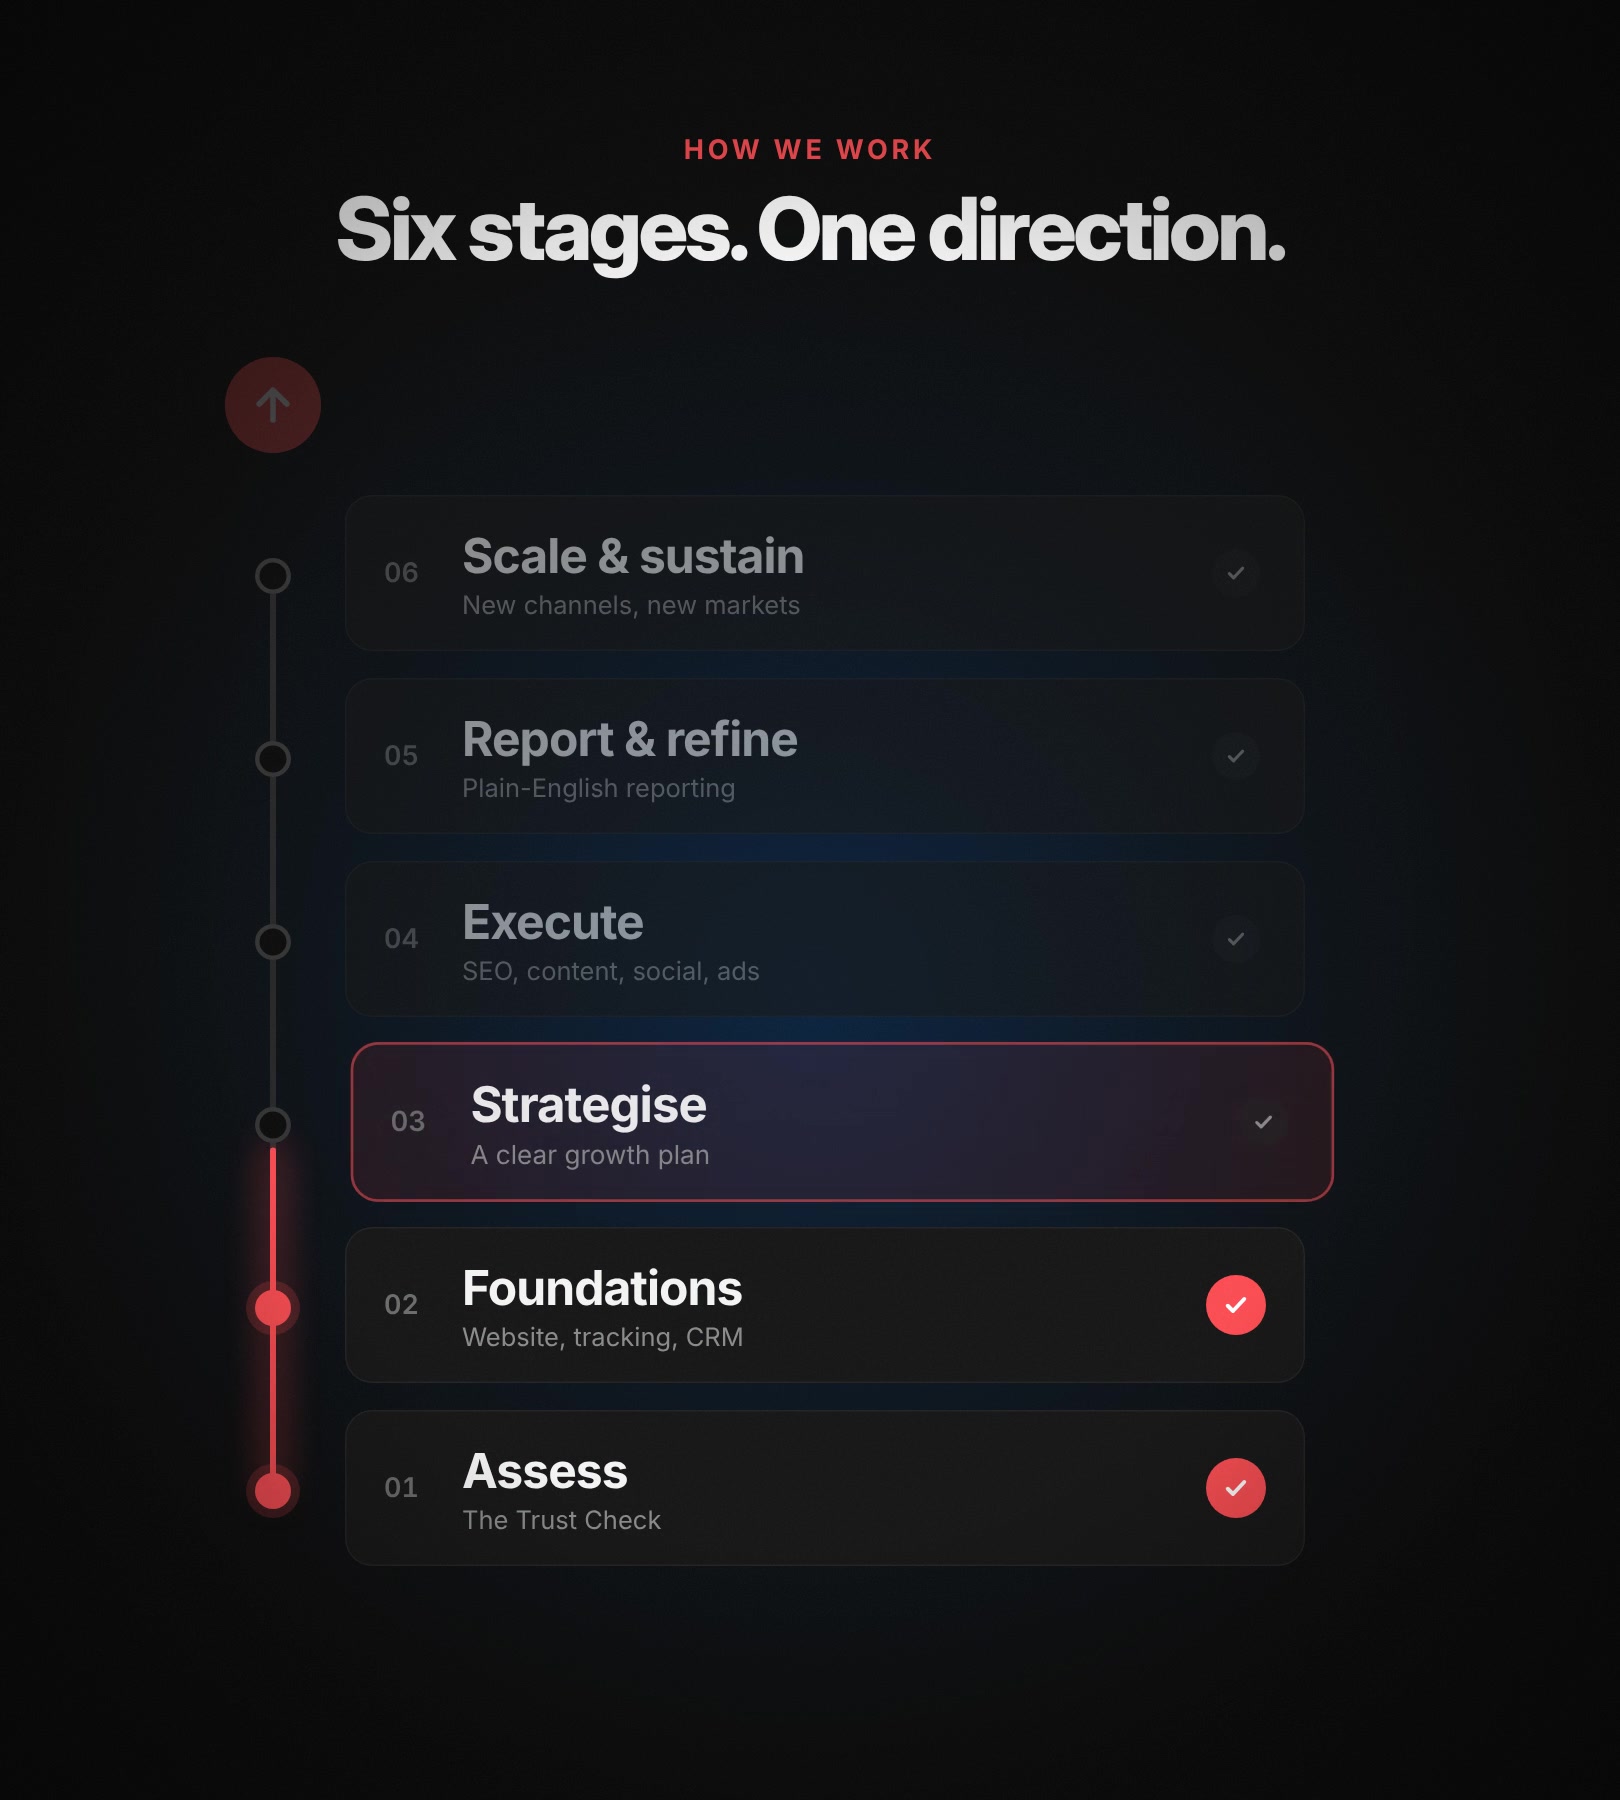 HOW WE WORK
Six stages. One direction.
06
Scale & sustain
New channels, new markets
05
Report & refine
Plain-English reporting
04
Execute
SEO, content, social, ads
03
Strategise
A clear growth plan
02
Foundations
Website, tracking, CRM
01
Assess
The Trust Check